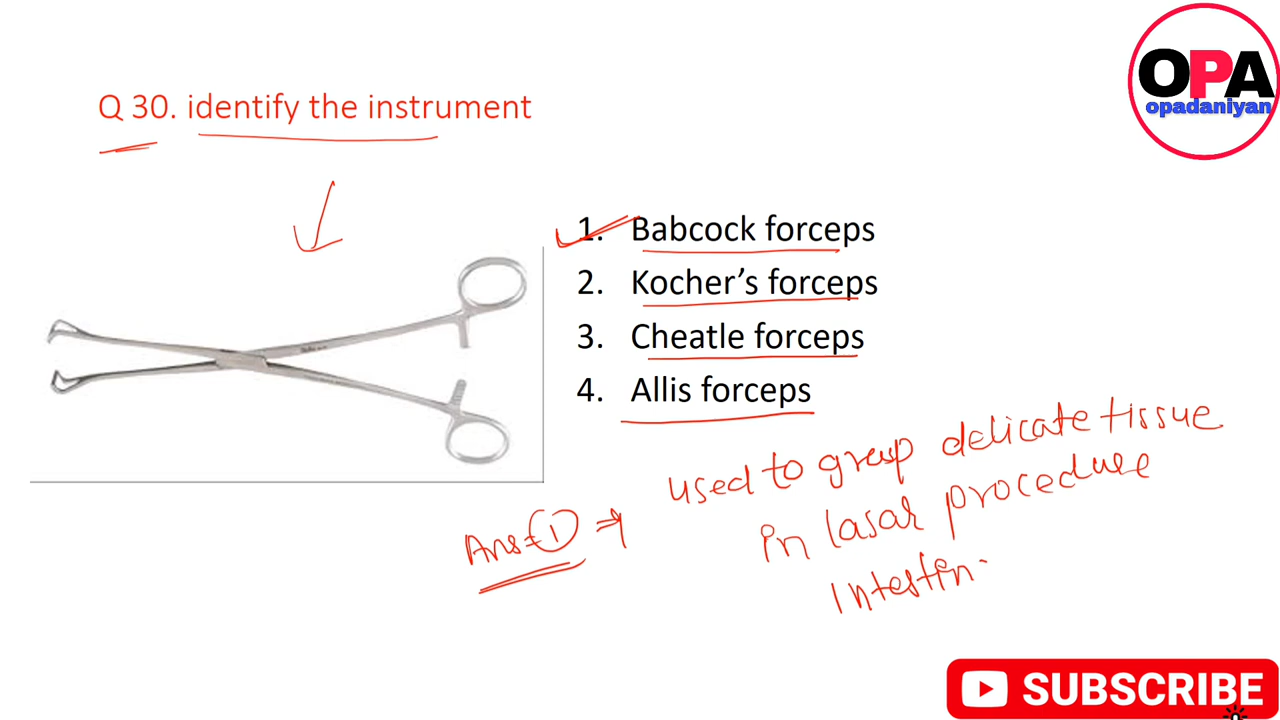 OPA
opadaniyan
Q 30. identify the instrument
1. Babcock forceps
2. Kocher's forceps
3. Cheatle forceps
4. Allis forceps
Ans=1 ⇒ used to grasp delicate tissue
in lasar procedure
Intestin
SUBSCRIBE